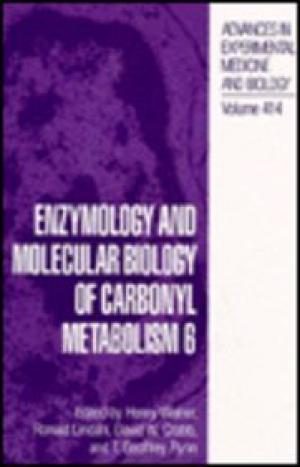 ADVANCES IN
EXPERIMENTAL
MEDICINE
AND BIOLOGY
Volume 414
ENZYMOLOGY AND
MOLECULAR BIOLOGY
OF CARBONYL
METABOLISM 6
Edited by Henry Weiner,
Ronald Lindahl, David W. Crabb,
and T. Geoffrey Flynn